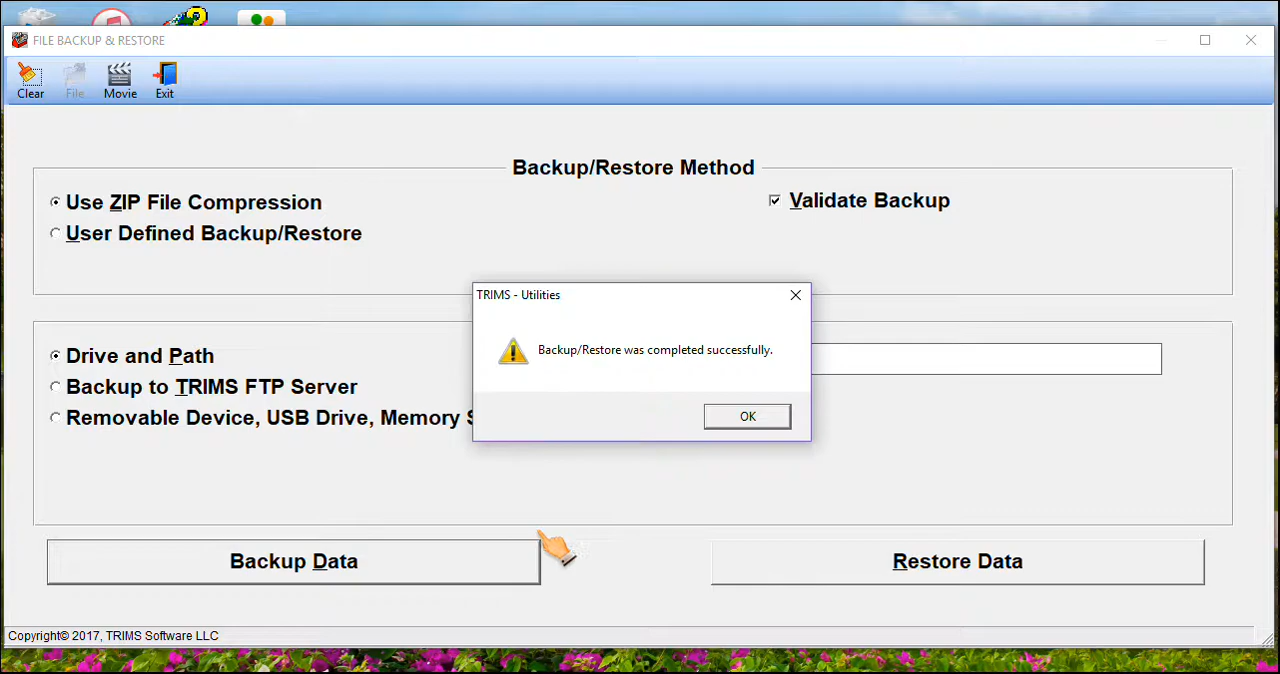 FILE BACKUP & RESTORE
Clear File Movie Exit
Backup/Restore Method
Use ZIP File Compression
Validate Backup
User Defined Backup/Restore
TRIMS - Utilities
Backup/Restore was completed successfully.
OK
Drive and Path
Backup to TRIMS FTP Server
Removable Device, USB Drive, Memory
Backup Data
Restore Data
Copyright© 2017, TRIMS Software LLC